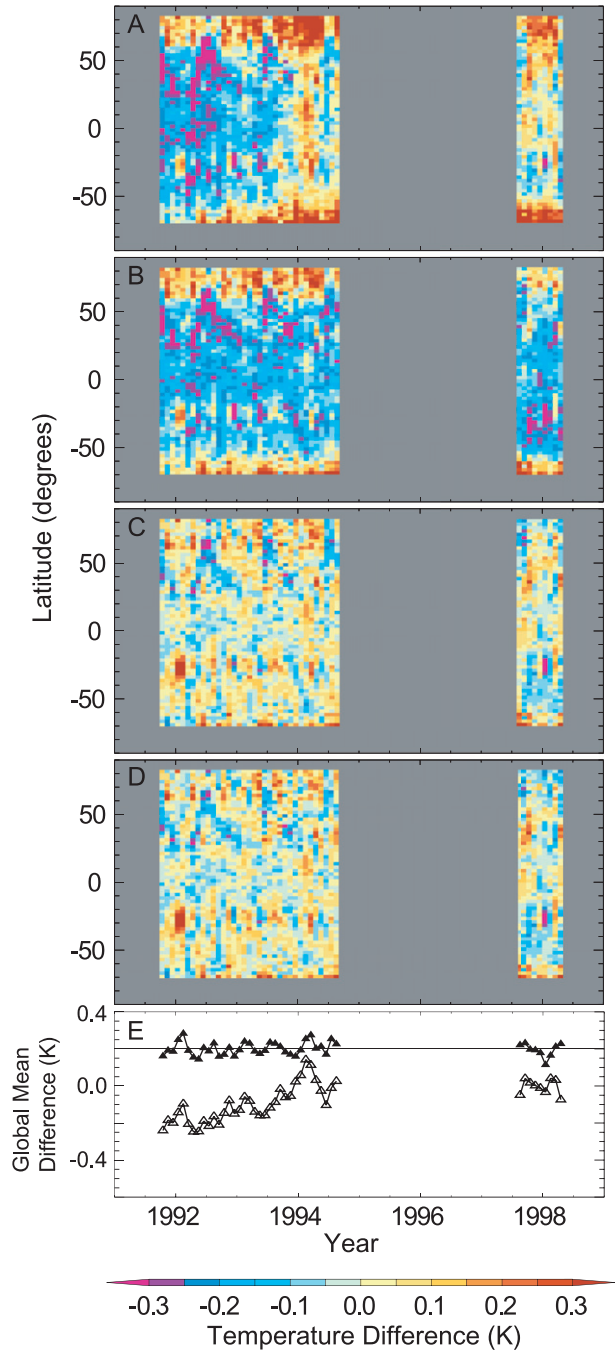 A
50
0
-50
B
50
0
-50
Latitude (degrees)
C
50
0
-50
D
50
0
-50
E
0.4
0.0
-0.4
Global Mean
Difference (K)
1992 1994 1996 1998
Year
-0.3 -0.2 -0.1 0.0 0.1 0.2 0.3
Temperature Difference (K)